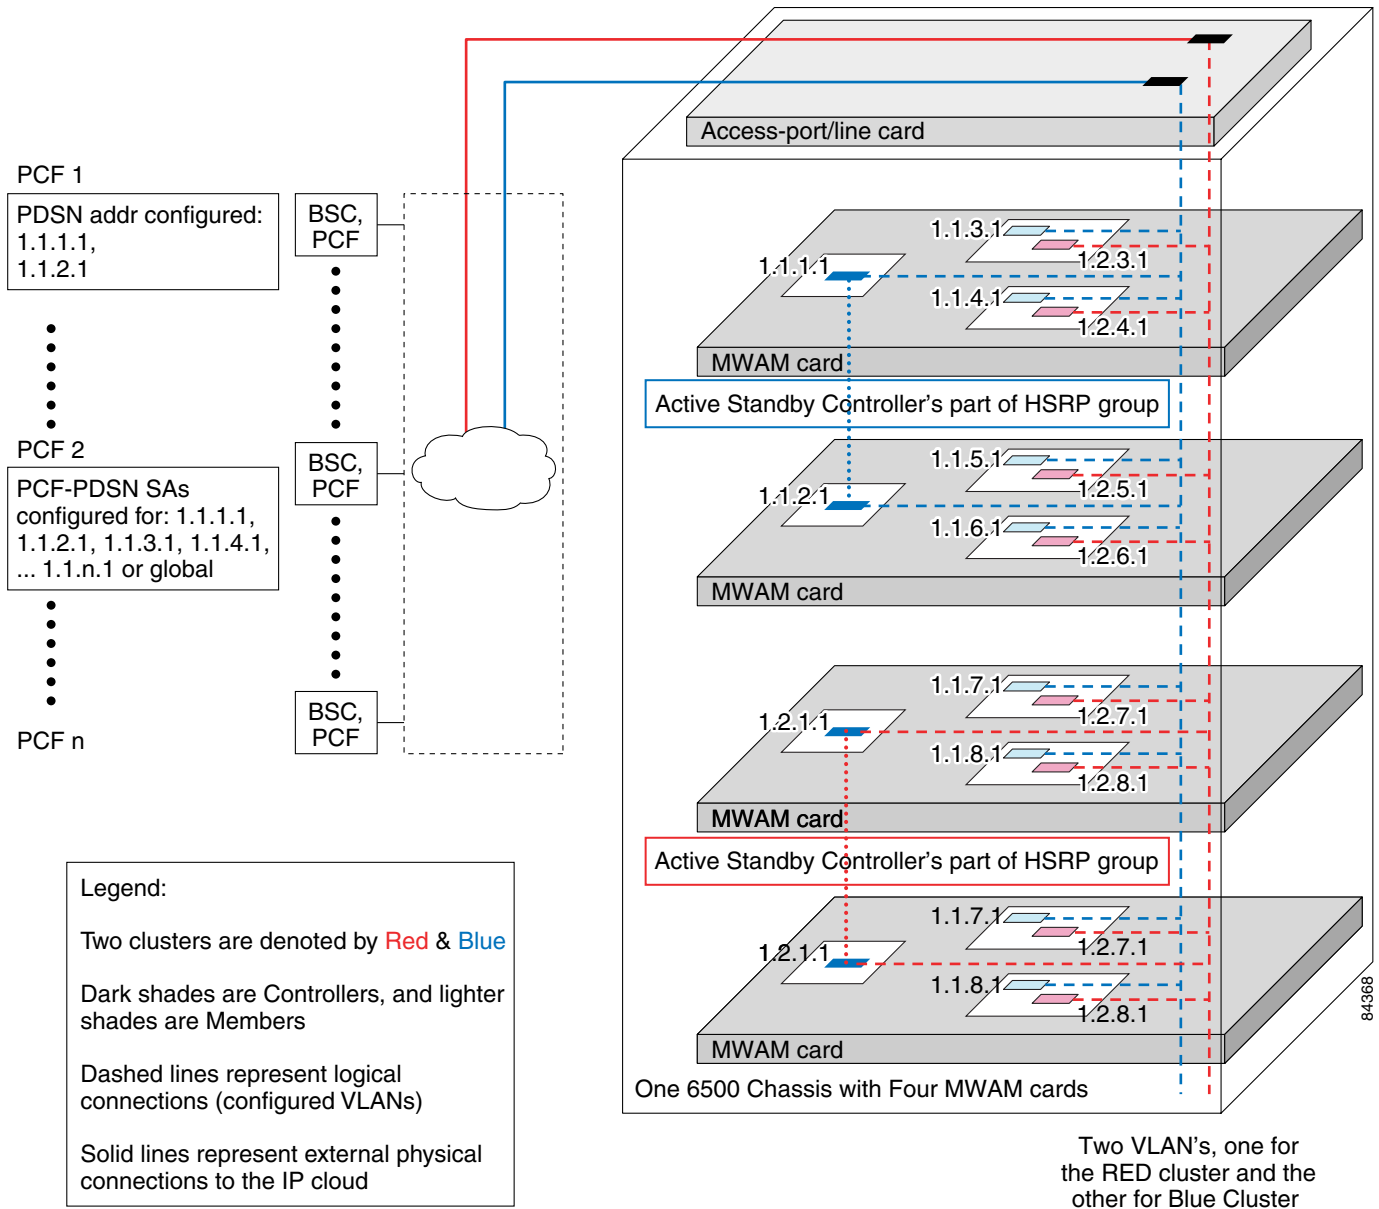 Access-port/line card
PCF 1
PDSN addr configured:
1.1.1.1,
1.1.2.1
BSC,
PCF
PCF 2
PCF-PDSN SAs
configured for: 1.1.1.1,
1.1.2.1, 1.1.3.1, 1.1.4.1,
... 1.1.n.1 or global
BSC,
PCF
PCF n
BSC,
PCF
1.1.3.1
1.2.3.1
1.1.1.1
1.1.4.1
1.2.4.1
MWAM card
Active Standby Controller's part of HSRP group
1.1.5.1
1.2.5.1
1.1.2.1
1.1.6.1
1.2.6.1
MWAM card
1.1.7.1
1.2.7.1
1.2.1.1
1.1.8.1
1.2.8.1
MWAM card
Active Standby Controller's part of HSRP group
1.1.7.1
1.2.7.1
1.2.1.1
1.1.8.1
1.2.8.1
MWAM card
One 6500 Chassis with Four MWAM cards
84368
Legend:
Two clusters are denoted by Red & Blue
Dark shades are Controllers, and lighter
shades are Members
Dashed lines represent logical
connections (configured VLANs)
Solid lines represent external physical
connections to the IP cloud
Two VLAN's, one for
the RED cluster and the
other for Blue Cluster